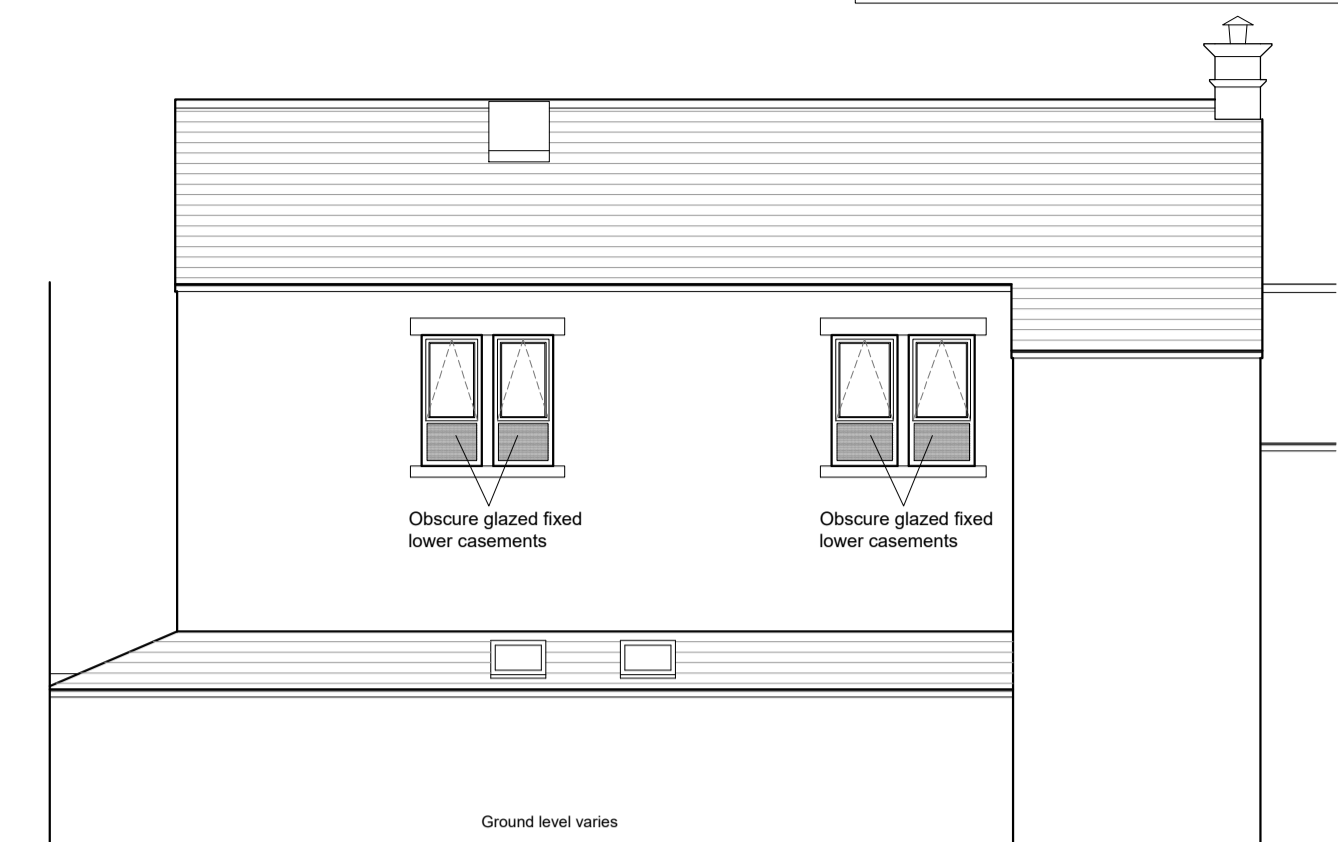 Obscure glazed fixed
lower casements
Obscure glazed fixed
lower casements
Ground level varies